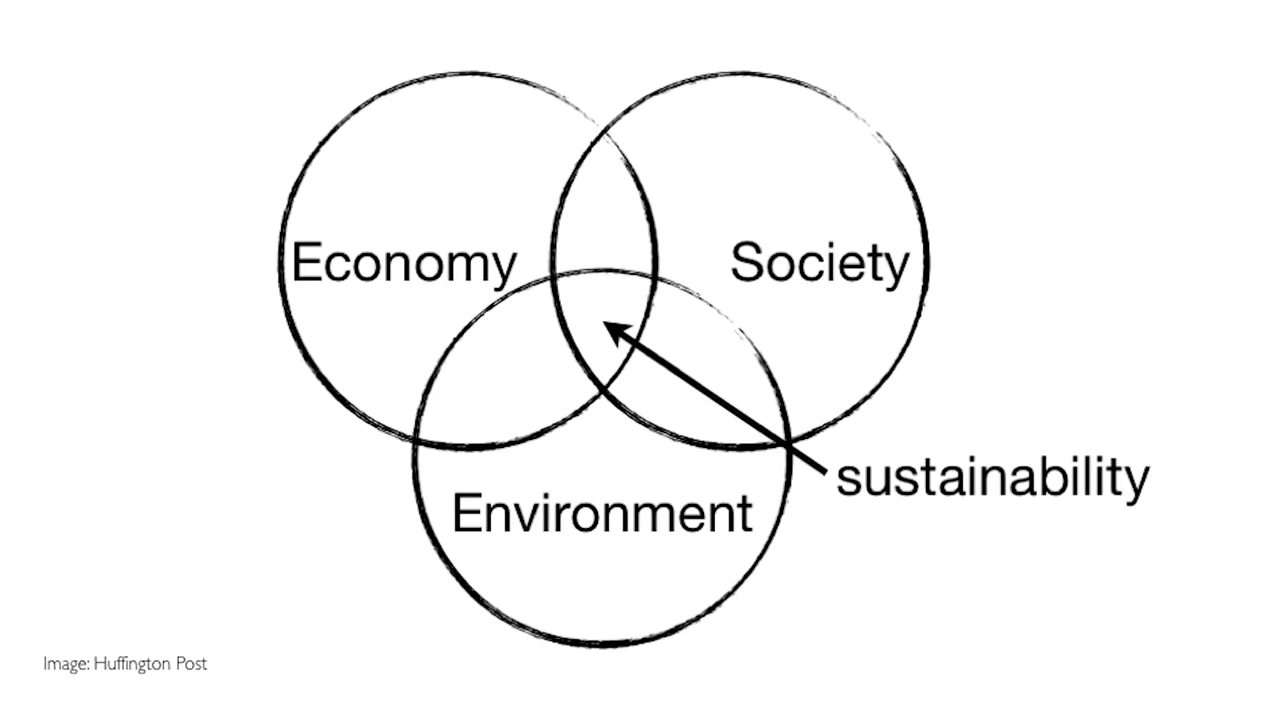 Economy
Society
sustainability
Environment
Image: Huffington Post